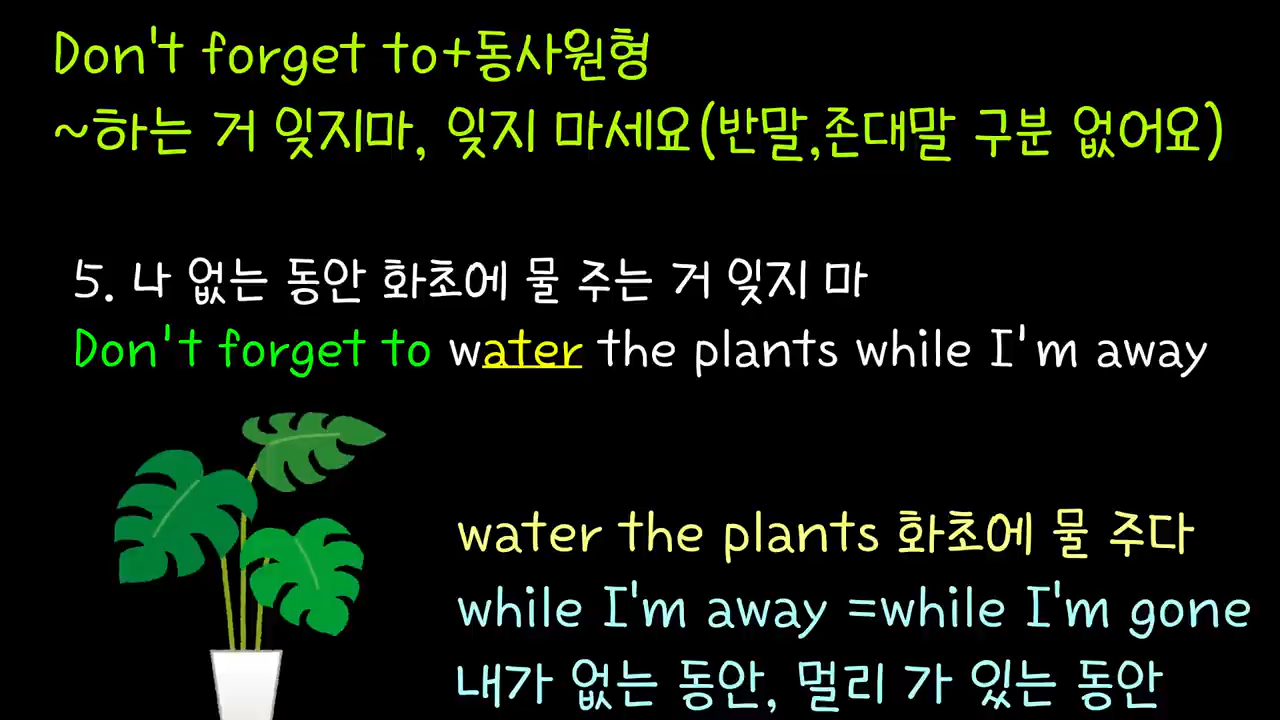 Don't forget to+동사원형
~하는 거 잊지마, 잊지 마세요(반말,존대말 구분 없어요)
5. 나 없는 동안 화초에 물 주는 거 잊지 마
Don't forget to water the plants while I'm away
water the plants 화초에 물 주다
while I'm away =while I'm gone
내가 없는 동안, 멀리 가 있는 동안